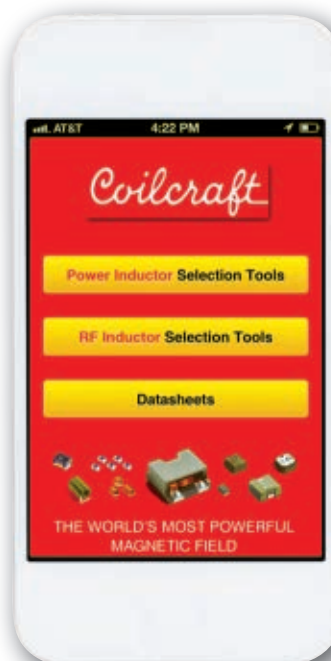 AT&T 4:22 PM
Coilcraft
Power Inductor Selection Tools
RF Inductor Selection Tools
Datasheets
THE WORLD'S MOST POWERFUL
MAGNETIC FIELD